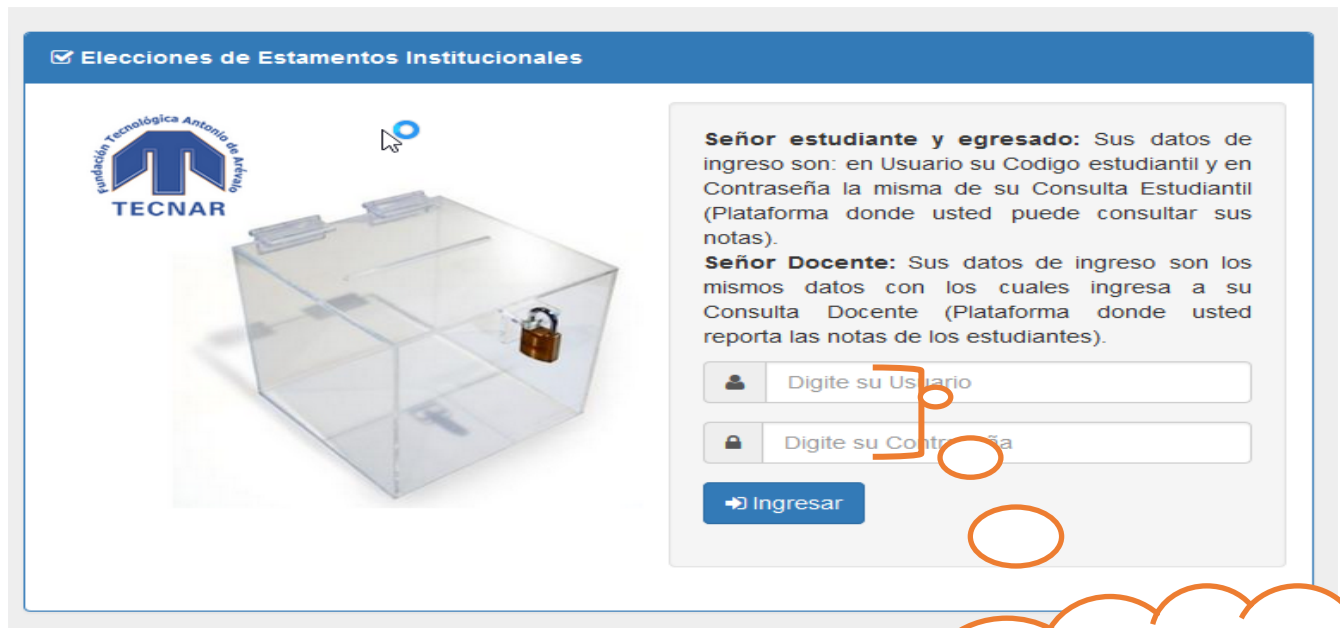 Elecciones de Estamentos Institucionales
Fundación Tecnológica Antonio de Arévalo
TECNAR
Señor estudiante y egresado: Sus datos de
ingreso son: en Usuario su Codigo estudiantil y en
Contraseña la misma de su Consulta Estudiantil
(Plataforma donde usted puede consultar sus
notas).
Señor Docente: Sus datos de ingreso son los
mismos datos con los cuales ingresa a su
Consulta Docente (Plataforma donde usted
reporta las notas de los estudiantes).
Digite su Usuario
Digite su Contraseña
Ingresar